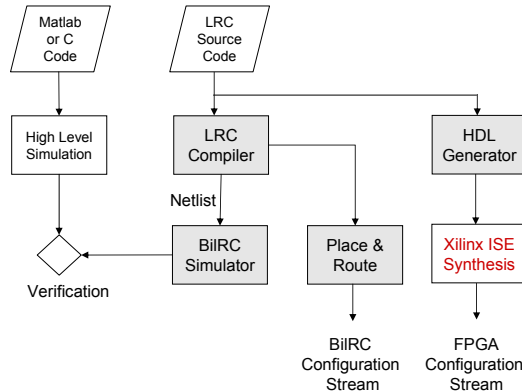 Matlab
or C
Code
LRC
Source
Code
High Level
Simulation
LRC
Compiler
HDL
Generator
Netlist
BilRC
Simulator
Place &
Route
Xilinx ISE
Synthesis
Verification
BilRC
Configuration
Stream
FPGA
Configuration
Stream